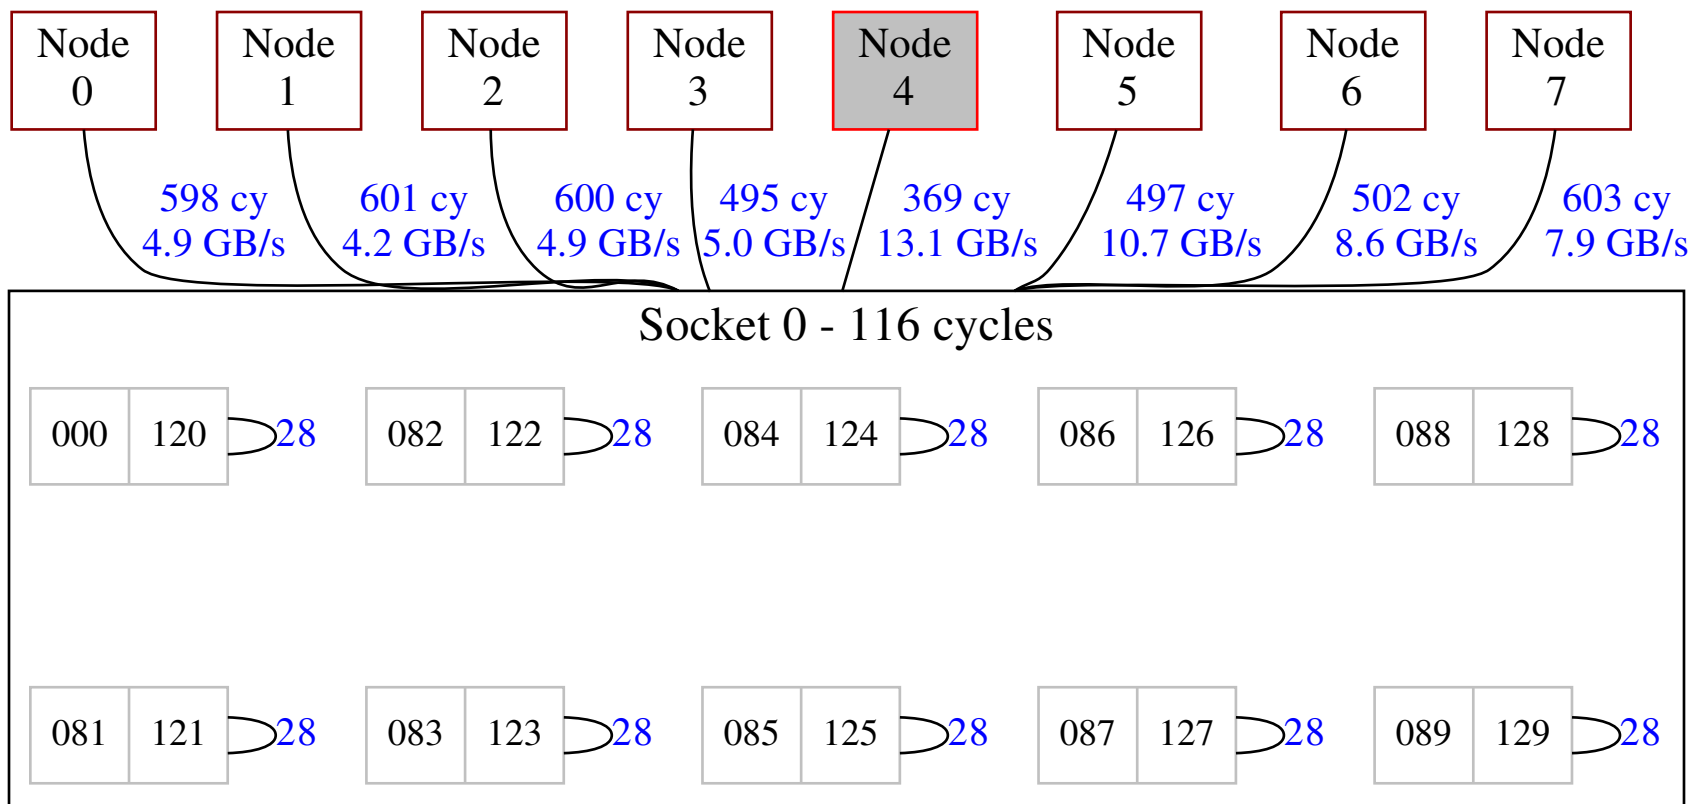 Node
0
Node
1
Node
2
Node
3
Node
4
Node
5
Node
6
Node
7
598 cy
4.9 GB/s
601 cy
4.2 GB/s
600 cy
4.9 GB/s
495 cy
5.0 GB/s
369 cy
13.1 GB/s
497 cy
10.7 GB/s
502 cy
8.6 GB/s
603 cy
7.9 GB/s
Socket 0 - 116 cycles
000 120 28 082 122 28 084 124 28 086 126 28 088 128 28
081 121 28 083 123 28 085 125 28 087 127 28 089 129 28